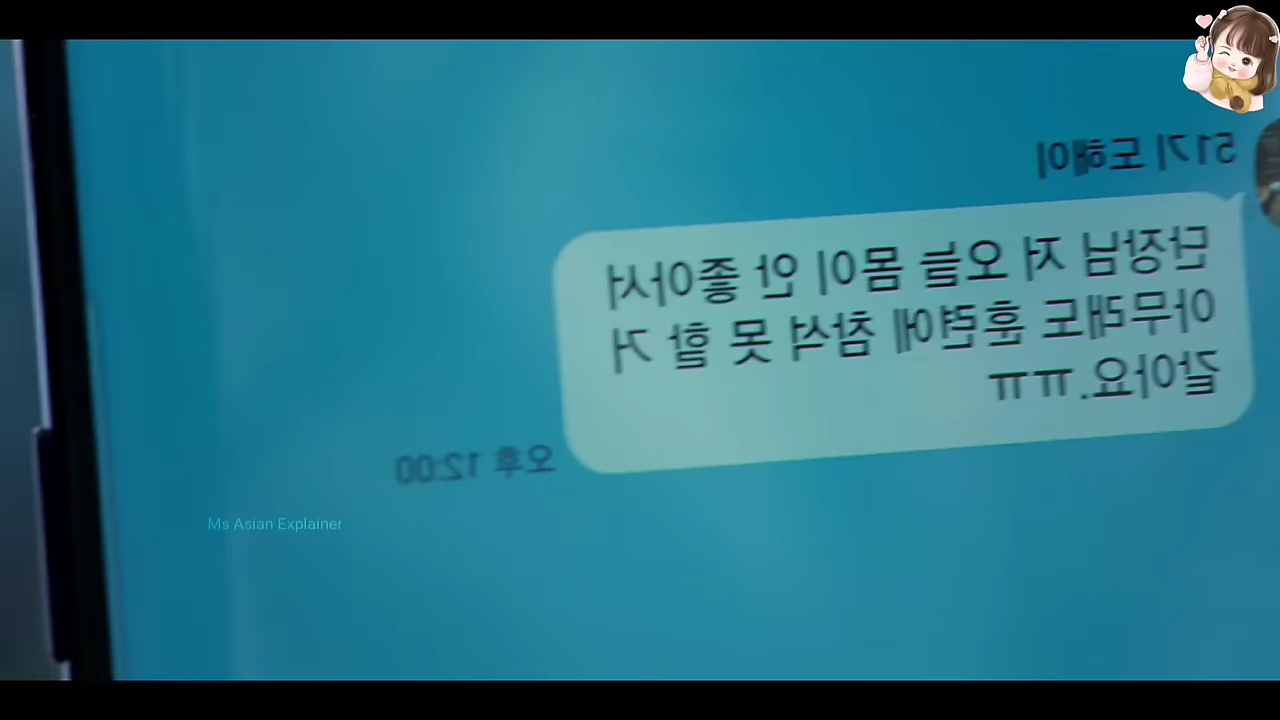 51기 도해이
단장님 저 오늘 몸이 안 좋아서
아무래도 훈련에 참석 못 할 거
같아요.ㅠㅠ
오후 12:00
Ms Asian Explainer